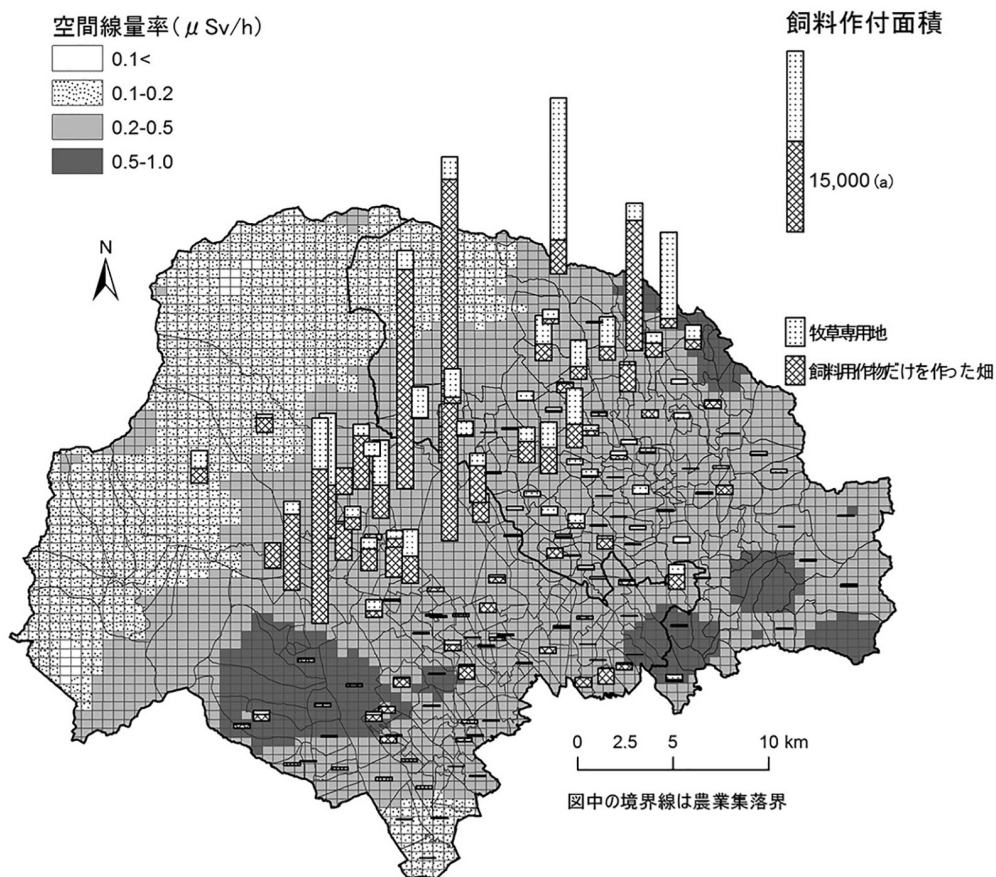 空間線量率(μSv/h)
0.1<
0.1-0.2
0.2-0.5
0.5-1.0
飼料作付面積
15,000(a)
N
牧草専用地
飼料用作物だけを作った畑
0 2.5 5 10 km
図中の境界線は農業集落界